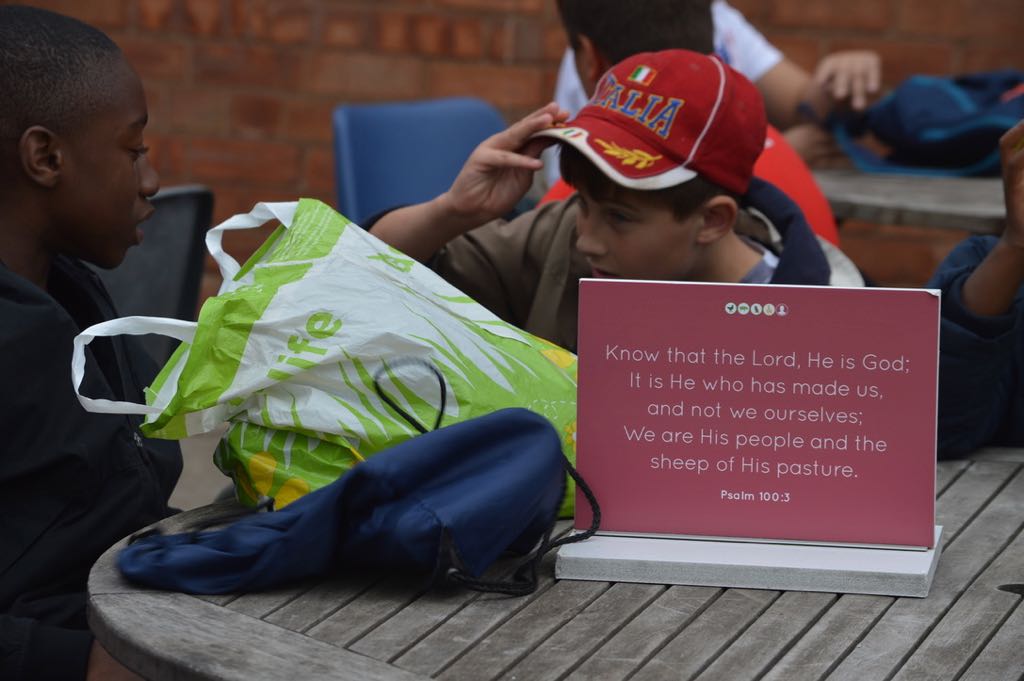 ITALIA
life
Know that the Lord, He is God;
It is He who has made us,
and not we ourselves;
We are His people and the
sheep of His pasture.
Psalm 100:3